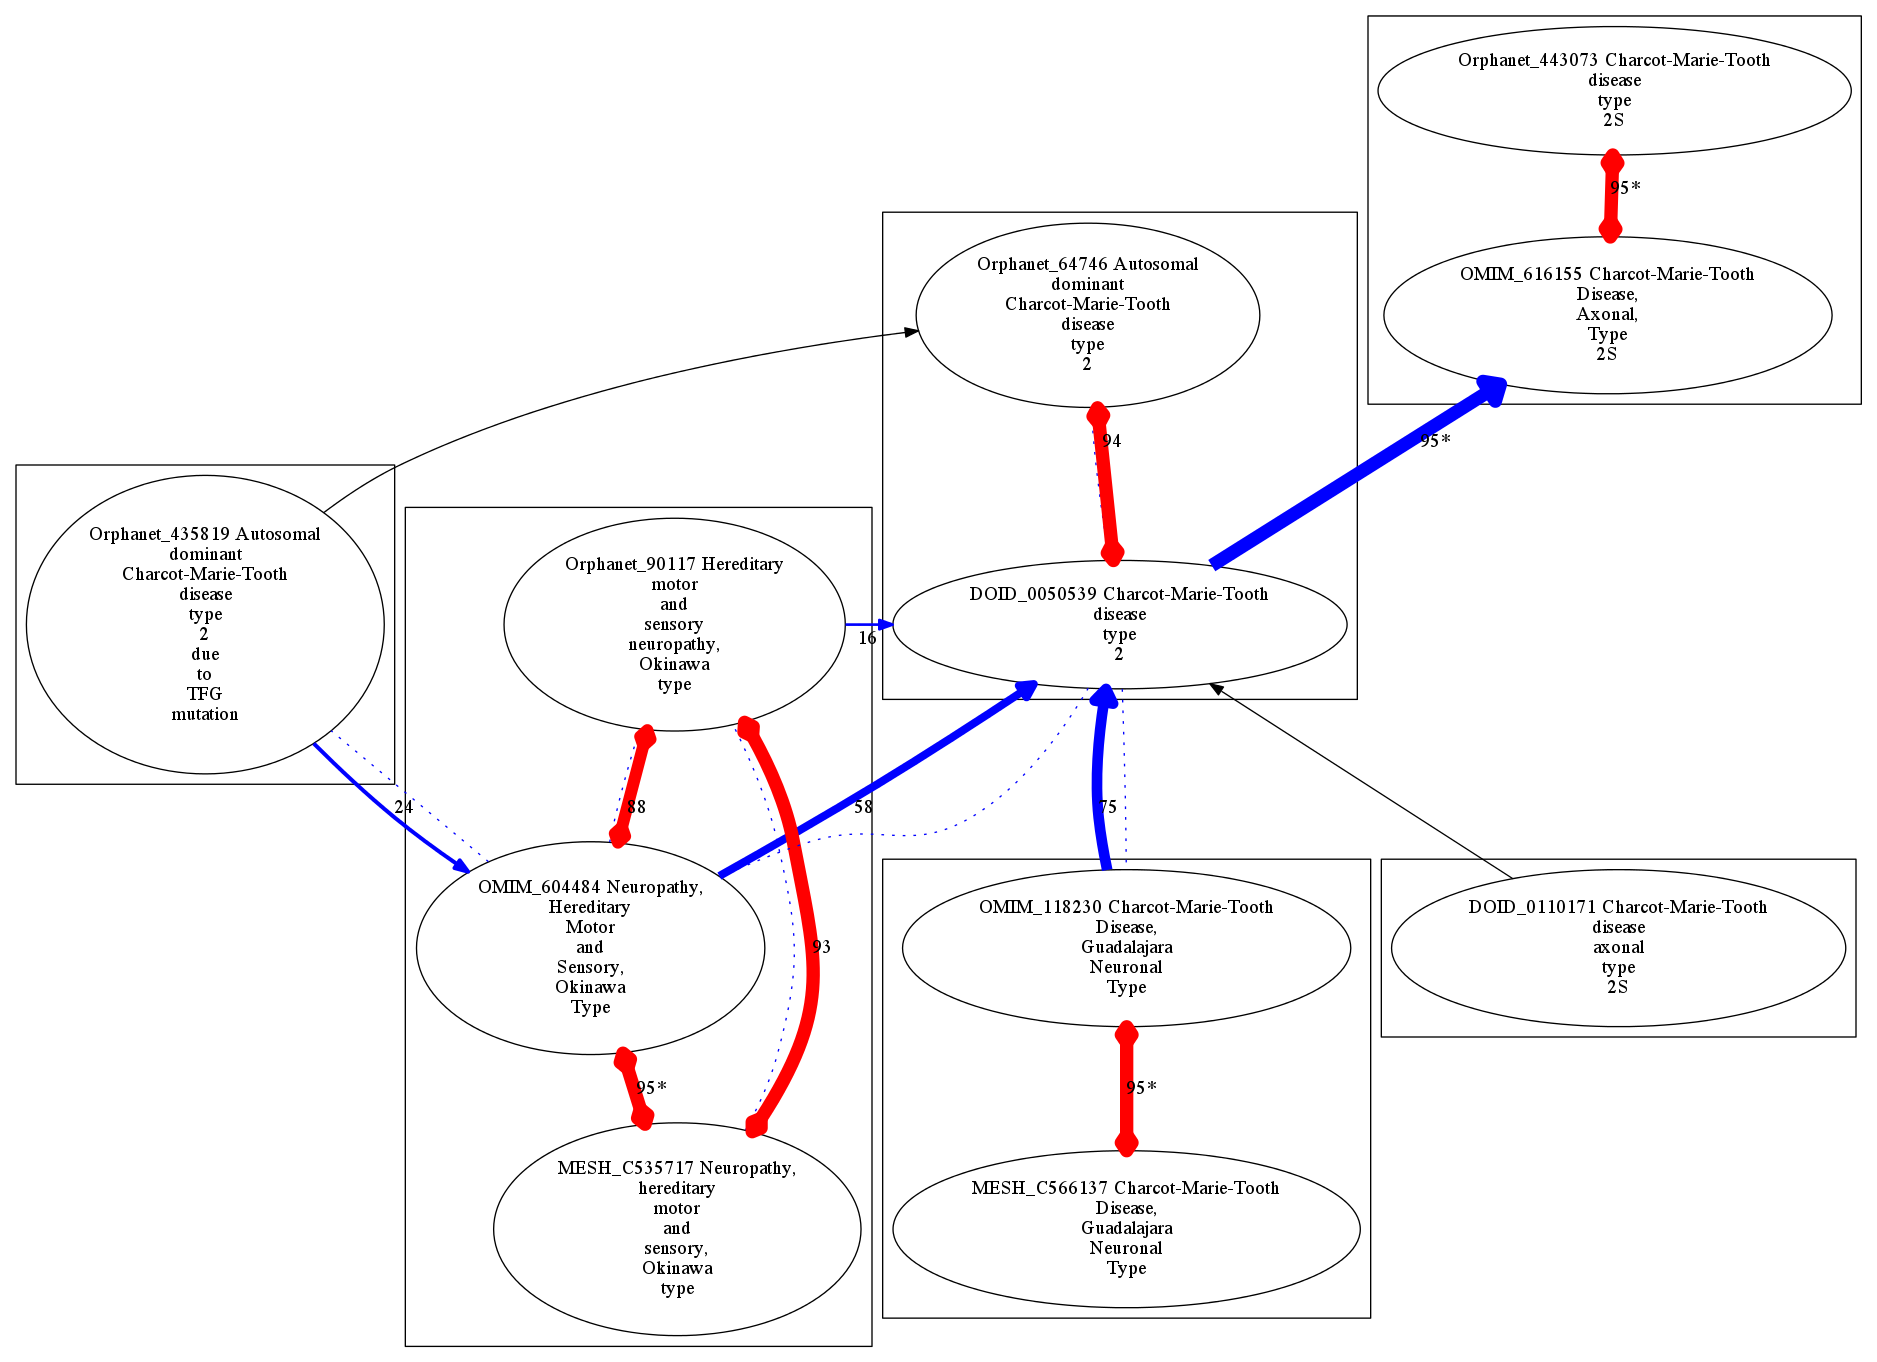 Orphanet_443073 Charcot-Marie-Tooth
disease
type
2S
95*
OMIM_616155 Charcot-Marie-Tooth
Disease,
Axonal,
Type
2S
95*
Orphanet_64746 Autosomal
dominant
Charcot-Marie-Tooth
disease
type
2
94
DOID_0050539 Charcot-Marie-Tooth
disease
type
2
Orphanet_435819 Autosomal
dominant
Charcot-Marie-Tooth
disease
type
2
due
to
TFG
mutation
24
Orphanet_90117 Hereditary
motor
and
sensory
neuropathy,
Okinawa
type
16
88
58
75
93
OMIM_604484 Neuropathy,
Hereditary
Motor
and
Sensory,
Okinawa
Type
95*
MESH_C535717 Neuropathy,
hereditary
motor
and
sensory,
Okinawa
type
OMIM_118230 Charcot-Marie-Tooth
Disease,
Guadalajara
Neuronal
Type
95*
MESH_C566137 Charcot-Marie-Tooth
Disease,
Guadalajara
Neuronal
Type
DOID_0110171 Charcot-Marie-Tooth
disease
axonal
type
2S